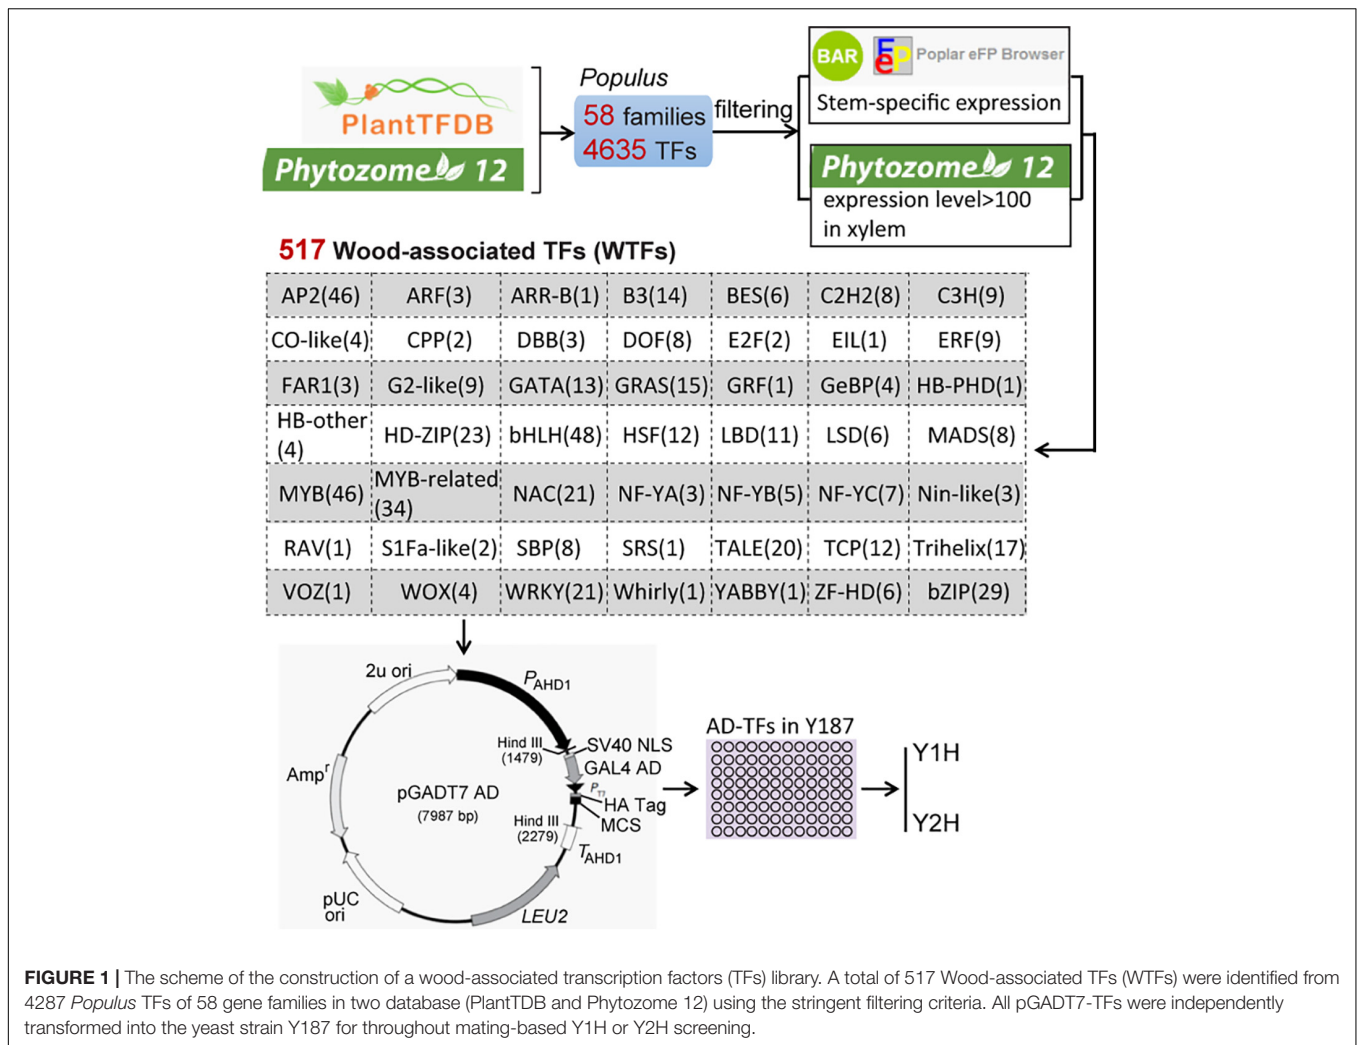 PlantTFDB
Phytozome 12
Populus
58 families
4635 TFs
filtering
BAR eFP Poplar eFP Browser
Stem-specific expression
Phytozome 12
expression level>100
in xylem
517 Wood-associated TFs (WTFs)
AP2(46) ARF(3) ARR-B(1) B3(14) BES(6) C2H2(8) C3H(9)
CO-like(4) CPP(2) DBB(3) DOF(8) E2F(2) EIL(1) ERF(9)
FAR1(3) G2-like(9) GATA(13) GRAS(15) GRF(1) GeBP(4) HB-PHD(1)
HB-other
(4) HD-ZIP(23) bHLH(48) HSF(12) LBD(11) LSD(6) MADS(8)
MYB(46) MYB-related
(34) NAC(21) NF-YA(3) NF-YB(5) NF-YC(7) Nin-like(3)
RAV(1) S1Fa-like(2) SBP(8) SRS(1) TALE(20) TCP(12) Trihelix(17)
VOZ(1) WOX(4) WRKY(21) Whirly(1) YABBY(1) ZF-HD(6) bZIP(29)
2u ori
PAHD1
Hind III
(1479)
SV40 NLS
GAL4 AD
PT7
HA Tag
MCS
Hind III
(2279)
TAHD1
LEU2
pUC
ori
Ampr
pGADT7 AD
(7987 bp)
AD-TFs in Y187
Y1H
Y2H
FIGURE 1 | The scheme of the construction of a wood-associated transcription factors (TFs) library. A total of 517 Wood-associated TFs (WTFs) were identified from
4287 Populus TFs of 58 gene families in two database (PlantTDB and Phytozome 12) using the stringent filtering criteria. All pGADT7-TFs were independently
transformed into the yeast strain Y187 for throughout mating-based Y1H or Y2H screening.